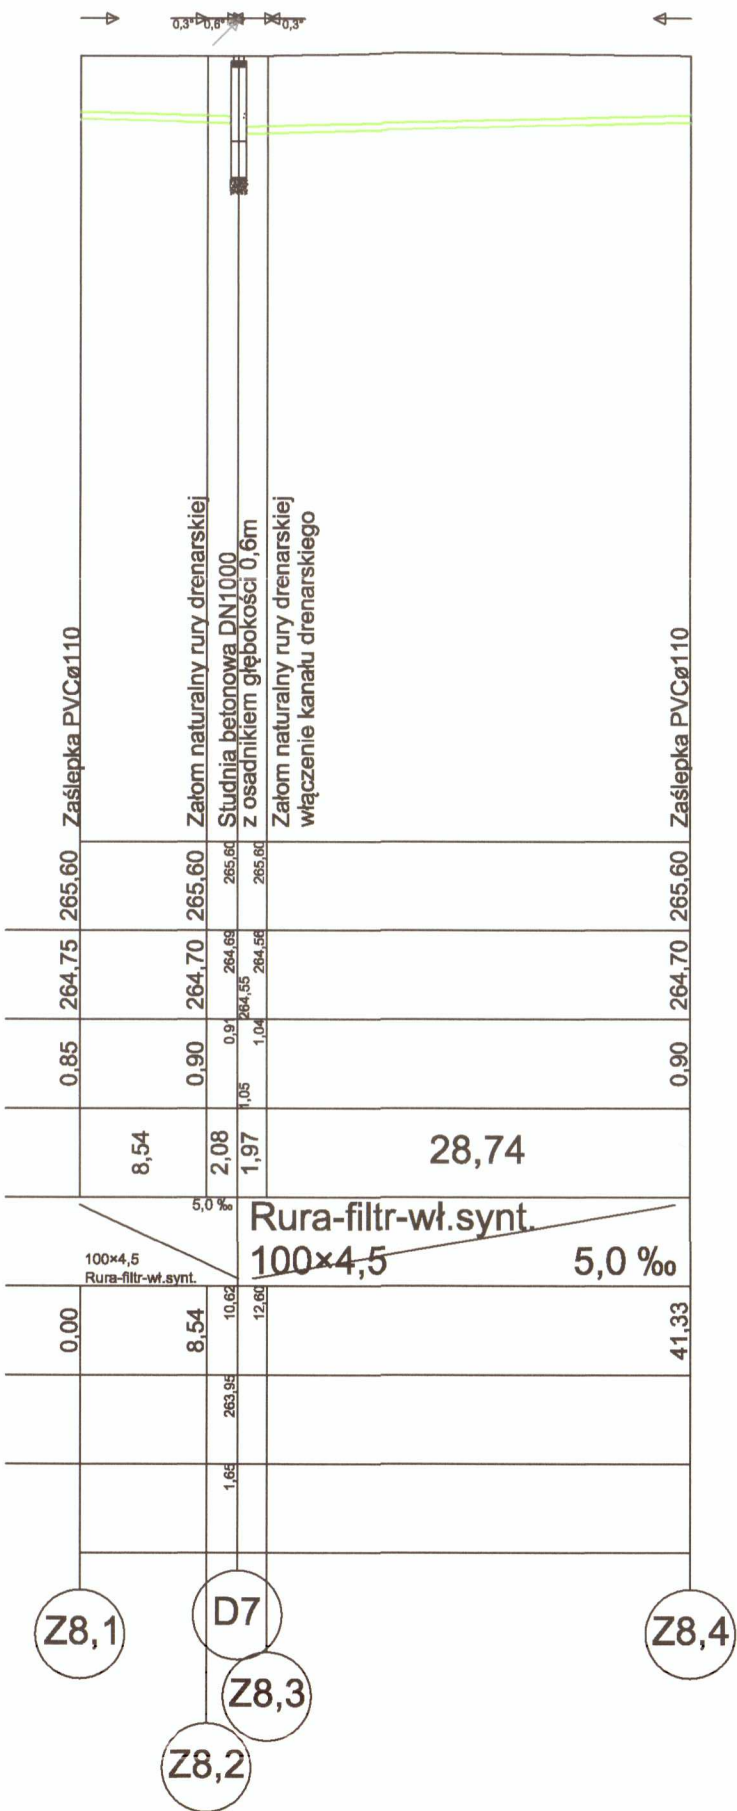 0,3°
0,6°
0,3°
Zaślepka PVCø110
Załom naturalny rury drenarskiej
Studnia betonowa DN1000
z osadnikiem głębokości 0,6m
Załom naturalny rury drenarskiej
włączenie kanału drenarskiego
Zaślepka PVCø110
265,60
265,60
265,60
265,60
265,60
264,75
264,70
264,69
264,55
264,56
264,70
0,85
0,90
0,91
1,05
1,04
0,90
8,54
2,08
1,97
28,74
5,0 ‰
100×4,5
Rura-filtr-wł.synt.
Rura-filtr-wł.synt.
100×4,5
5,0 ‰
0,00
8,54
10,62
12,60
41,33
263,95
1,65
Z8,1
D7
Z8,4
Z8,3
Z8,2